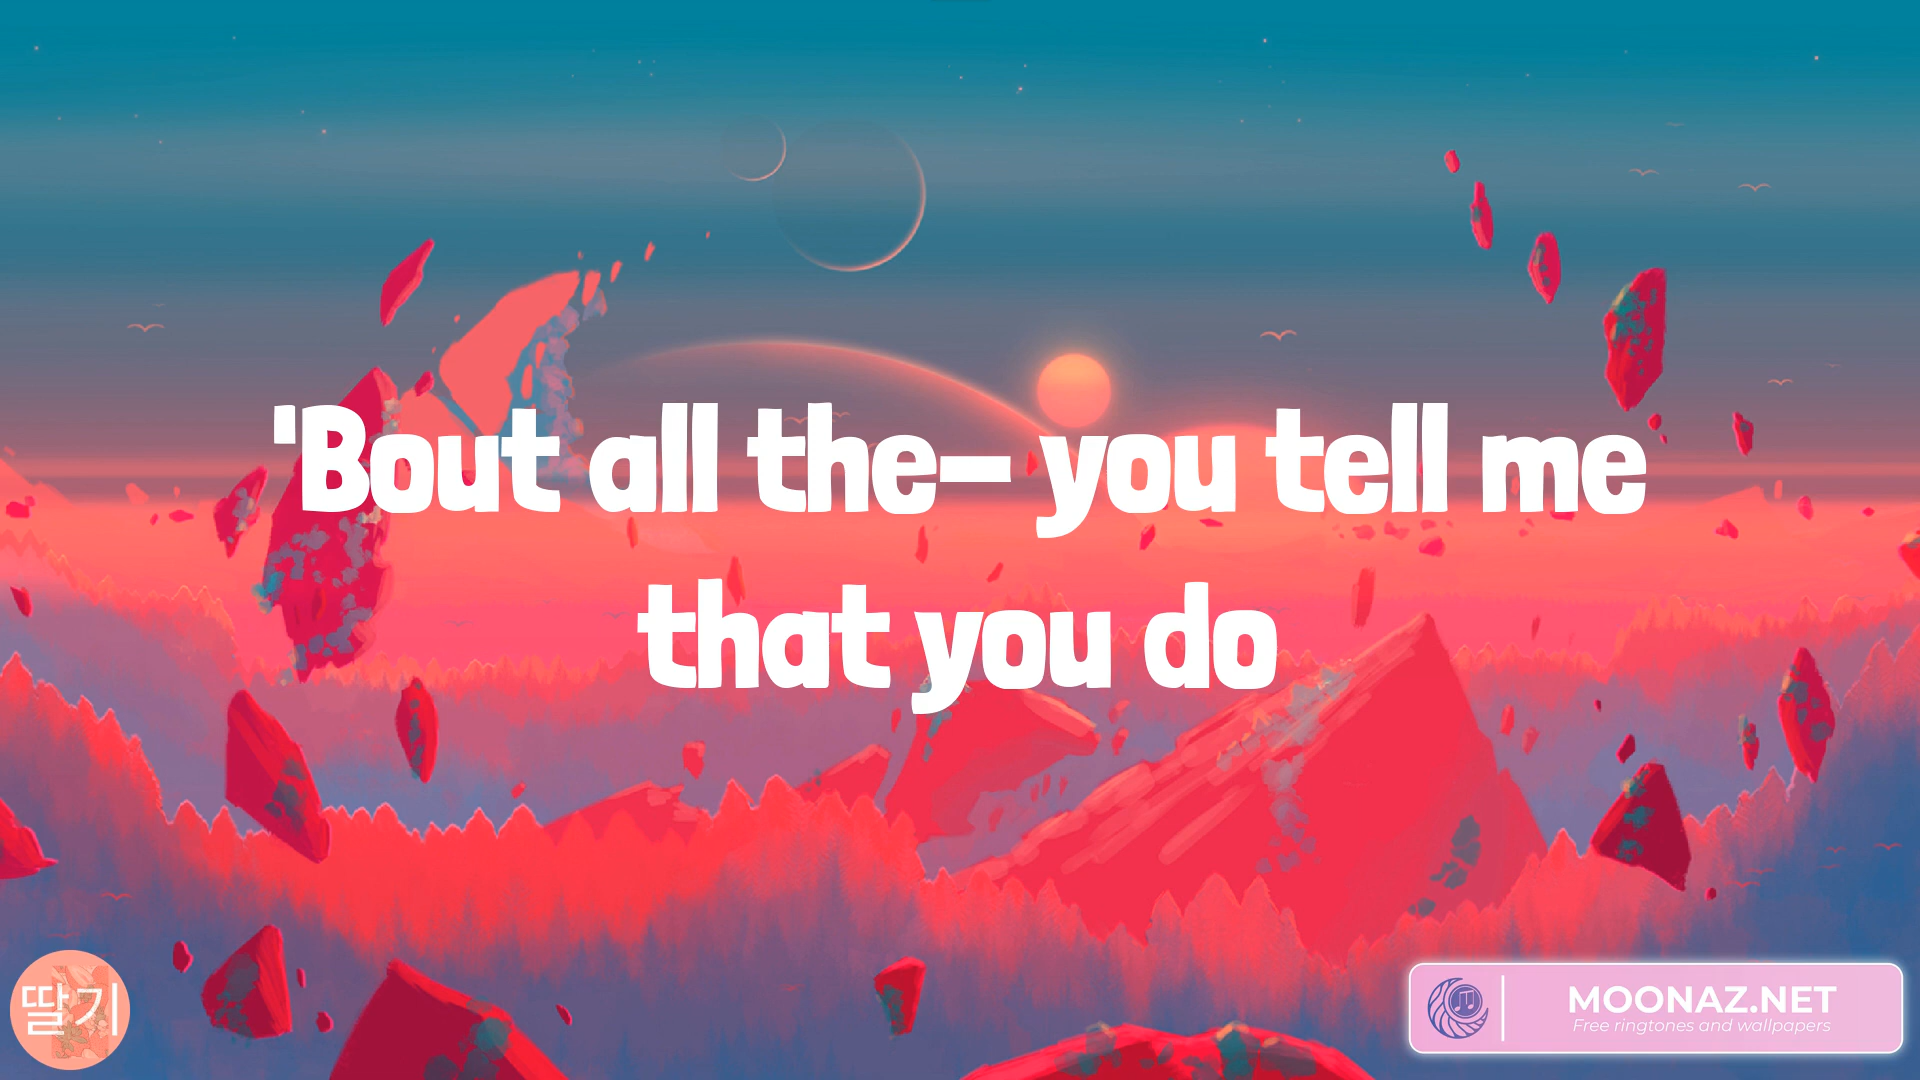 'Bout all the– you tell me
that you do
딸기
MOONAZ.NET
Free ringtones and wallpapers